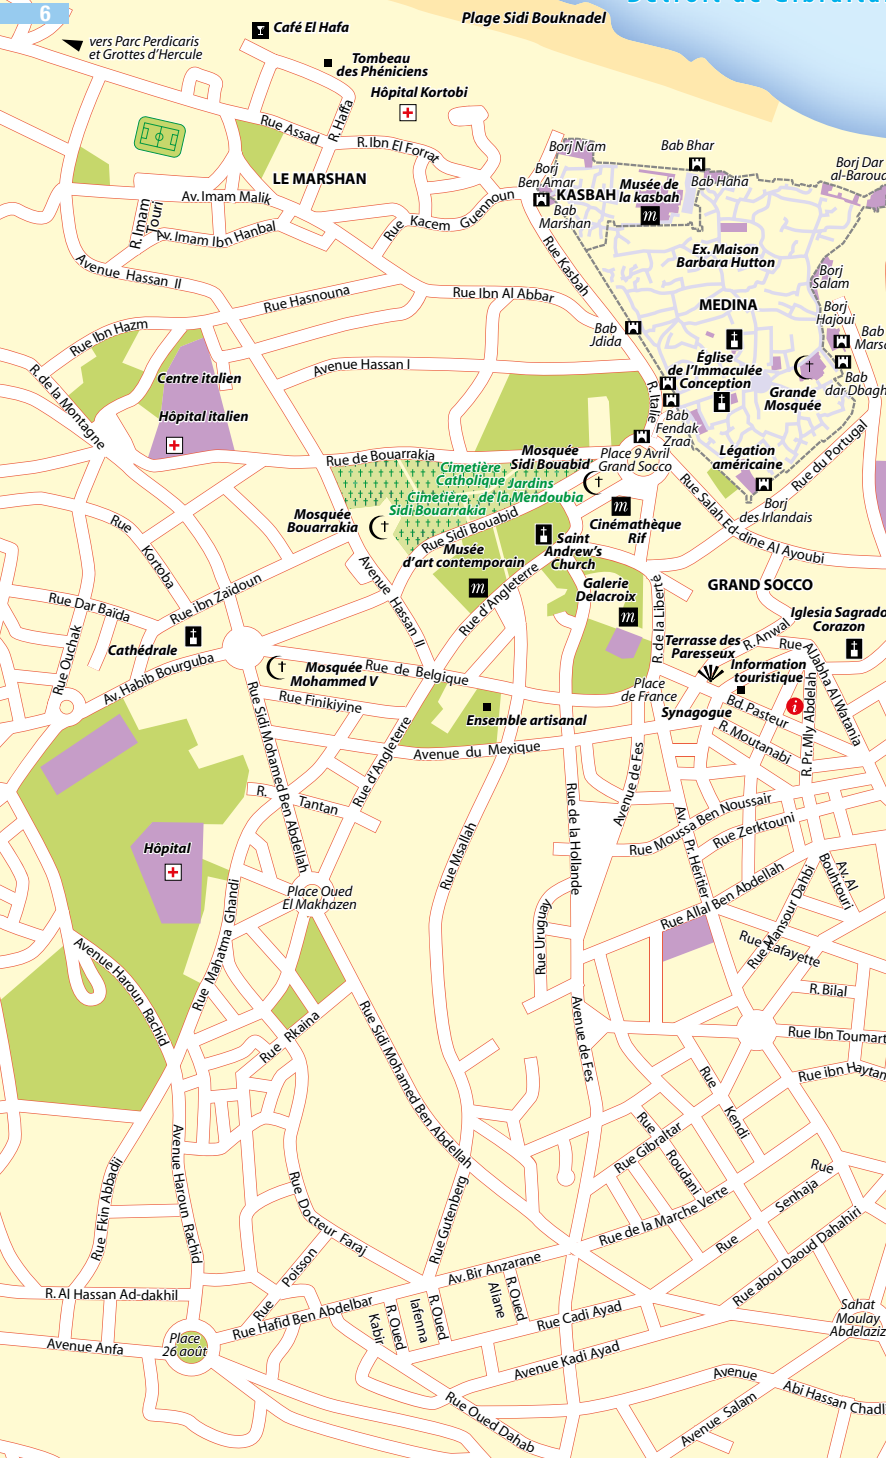 6
Détroit de Gibralta
Plage Sidi Bouknadel
Café El Hafa
vers Parc Perdicaris
et Grottes d'Hercule
Tombeau
des Phéniciens
Hôpital Kortobi
R. Haffa
Rue Assad
R. Ibn El Forrat
LE MARSHAN
Borj N'âm
Bab Bhar
Borj Dar
al-Baroud
Borj
Ben Amar
KASBAH
Musée de
la kasbah
Bab Haha
Bab
Marshan
Av. Imam Malik
R. Imam
Touri
Av. Imam Ibn Hanbal
Rue Kacem Guennoun
Rue Kasbah
Ex. Maison
Barbara Hutton
Avenue Hassan II
Borj
Salam
Rue Hasnouna
Rue Ibn Al Abbar
MEDINA
Borj
Hajoui
Rue Ibn Hazm
Bab
Jdida
Bab
Marsa
R. de la Montagne
Avenue Hassan I
Église
de l'Immaculée
Conception
Centre italien
R. Italie
Grande
Mosquée
Bab
dar Dbagh
Hôpital italien
Bab
Fendak
Zraa
Rue de Bouarrakia
Mosquée
Sidi Bouabid
Place 9 Avril
Grand Socco
Légation
américaine
Rue du Portugal
Cimetière
Catholique
Jardins
de la Mendoubia
Cimetière
Sidi Bouarrakia
Rue Salah Ed-dine Al Ayoubi
Borj
des Irlandais
Mosquée
Bouarrakia
Rue Sidi Bouabid
Cinémathèque
Rif
Rue Kortoba
Musée
d'art contemporain
Saint
Andrew's
Church
Avenue Hassan II
Rue d'Angleterre
Galerie
Delacroix
R. de la Liberté
GRAND SOCCO
Rue ibn Zaïdoun
Rue Dar Baïda
Iglesia Sagrado
Corazon
R. Anwal
Rue Ouchak
Cathédrale
Terrasse des
Paresseux
Rue Aljabha Al Watania
Av. Habib Bourguba
Mosquée
Mohammed V
Rue de Belgique
Information
touristique
Place
de France
Rue Finikiyine
Rue Sidi Mohamed Ben Abdellah
Synagogue
Bd. Pasteur
R. Pr. Mly Abdelah
Ensemble artisanal
R. Moutanabi
Rue d'Angleterre
Avenue du Mexique
Avenue de Fes
R. Tantan
Rue de la Hollande
Av. Pr. Héritier
Rue Moussa Ben Noussair
Rue Zerktouni
Hôpital
Rue Msallah
Av. Al
Bouhtouri
Place Oued
El Makhazen
Rue Allal Ben Abdellah
Rue Mansour Dahbi
Rue Mahatma Ghandi
Rue Uruguay
Rue Lafayette
Avenue Haroun Rachid
R. Bilal
Rue Rkaina
Rue Sidi Mohamed Ben Abdellah
Avenue de Fes
Rue Ibn Toumart
Rue ibn Haytam
Rue Kendi
Avenue Haroun Rachid
Rue Gibraltar
Rue Roudani
Rue Fkin Abbadii
Rue Docteur Faraj
Rue Gutenberg
Rue Senhaja
Rue de la Marche Verte
Rue abou Daoud Dahahiri
Rue Poisson
Av. Bir Anzarane
R. Al Hassan Ad-dakhil
Rue Hafid Ben Abdelbar
R. Oued
Kabir
R. Oued
Iafenna
R. Oued
Aliane
Rue Cadi Ayad
Sahat
Moulay
Abdelaziz
Avenue Anfa
Place
26 août
Avenue Kadi Ayad
Rue Oued Dahab
Avenue Salam
Avenue Abi Hassan Chadl